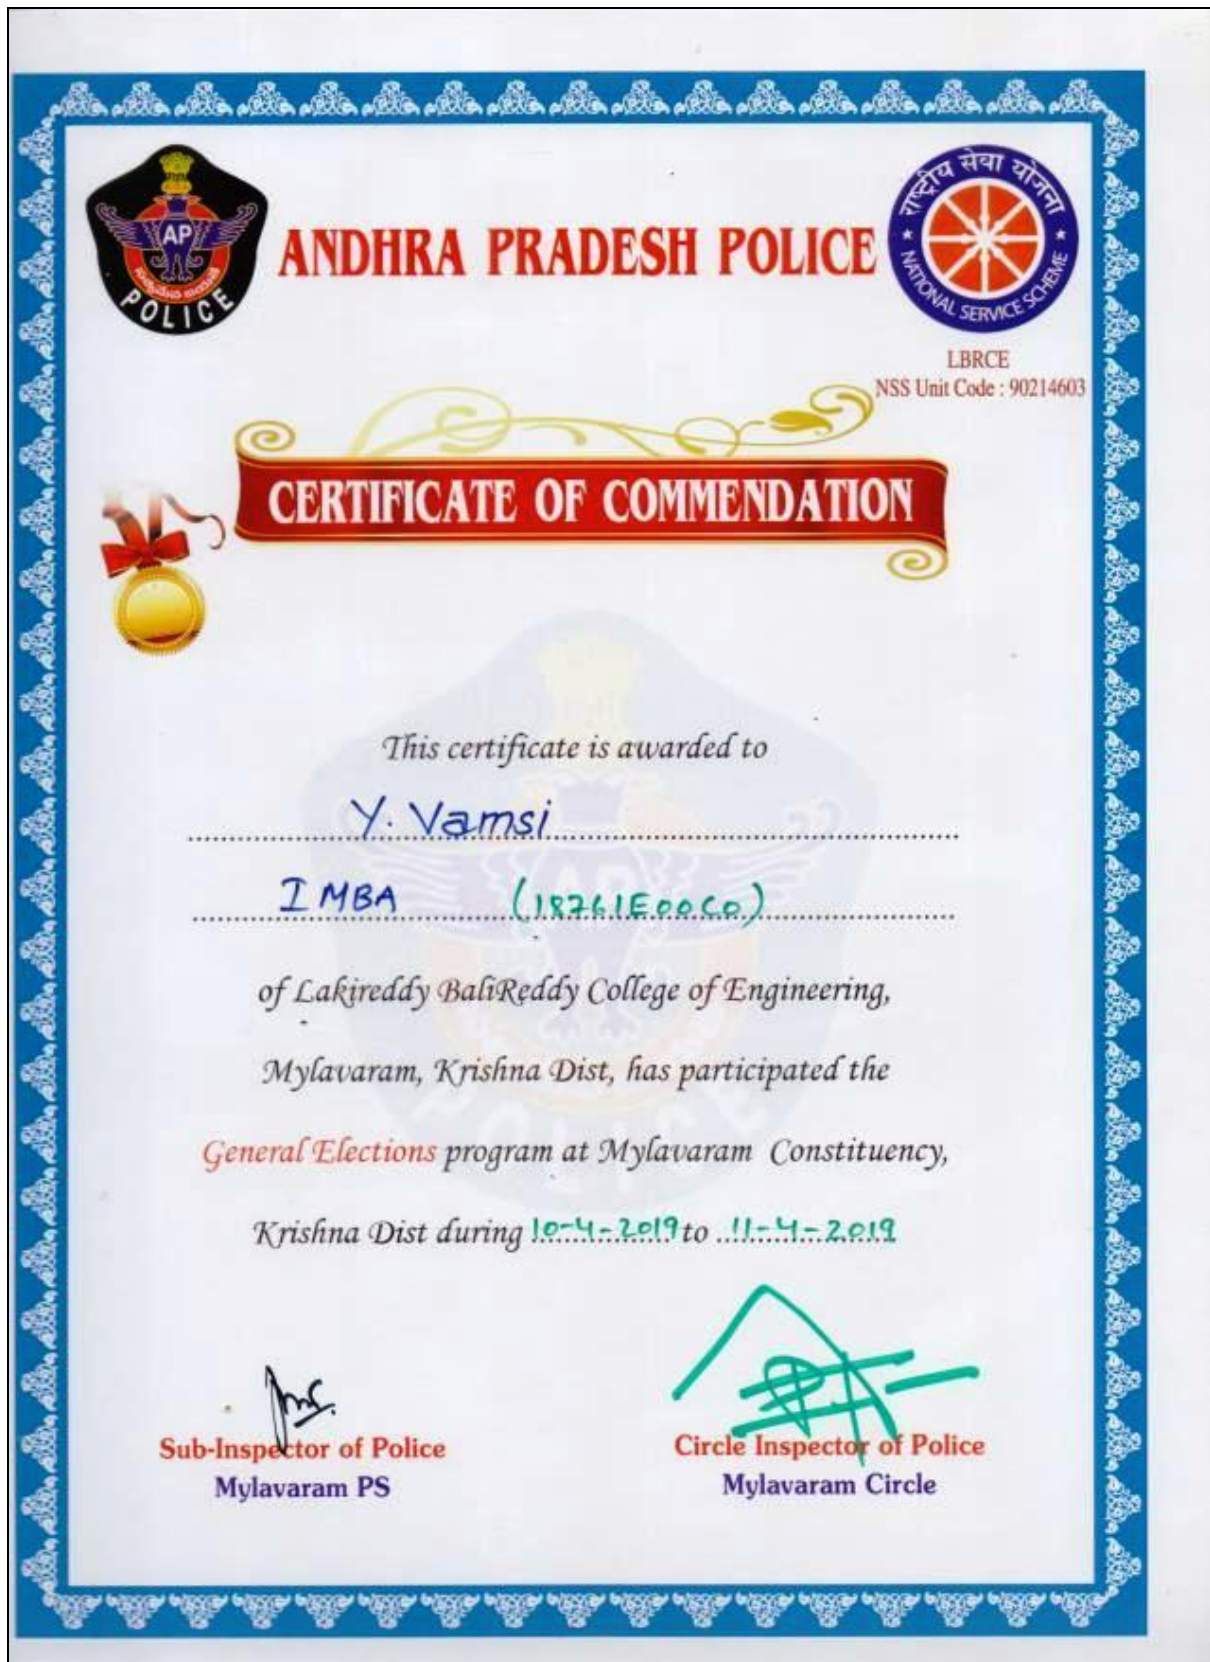 ANDHRA PRADESH POLICE
AP
POLICE
राष्ट्रीय सेवा योजना
NATIONAL SERVICE SCHEME
LBRCE
NSS Unit Code : 90214603
CERTIFICATE OF COMMENDATION
This certificate is awarded to
Y. Vamsi
I MBA (18761E00C0)
of Lakireddy BaliReddy College of Engineering,
Mylavaram, Krishna Dist, has participated the
General Elections program at Mylavaram Constituency,
Krishna Dist during 10-4-2019 to 11-4-2019
Sub-Inspector of Police
Mylavaram PS
Circle Inspector of Police
Mylavaram Circle